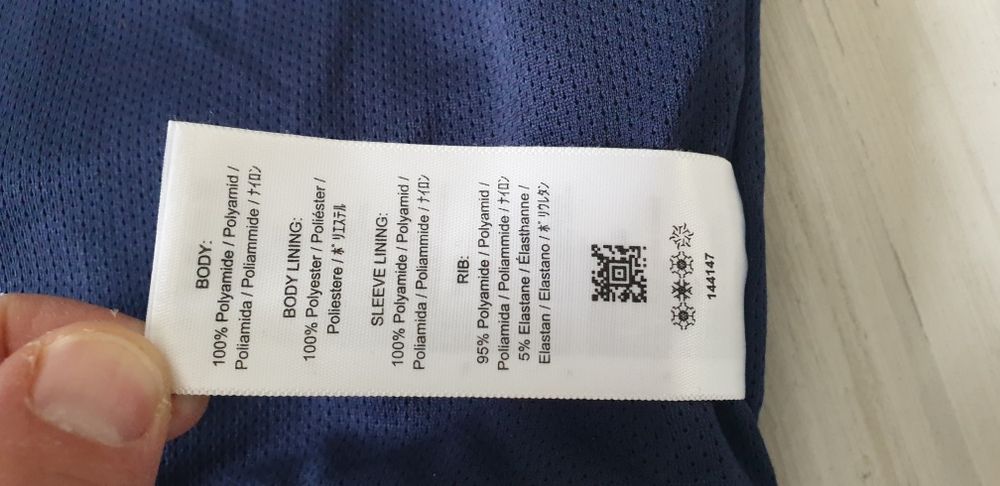 BODY:
100% Polyamide / Polyamid /
Poliamida / Poliammide / ﾅｲﾛﾝ
BODY LINING:
100% Polyester / Poliéster /
Poliestere / ﾎﾟﾘｴｽﾃﾙ
SLEEVE LINING:
100% Polyamide / Polyamid /
Poliamida / Poliammide / ﾅｲﾛﾝ
RIB:
95% Polyamide / Polyamid /
Poliamida / Poliammide / ﾅｲﾛﾝ
5% Elastane / Élasthanne /
Elastan / Elastano / ﾎﾟﾘｳﾚﾀﾝ
144147